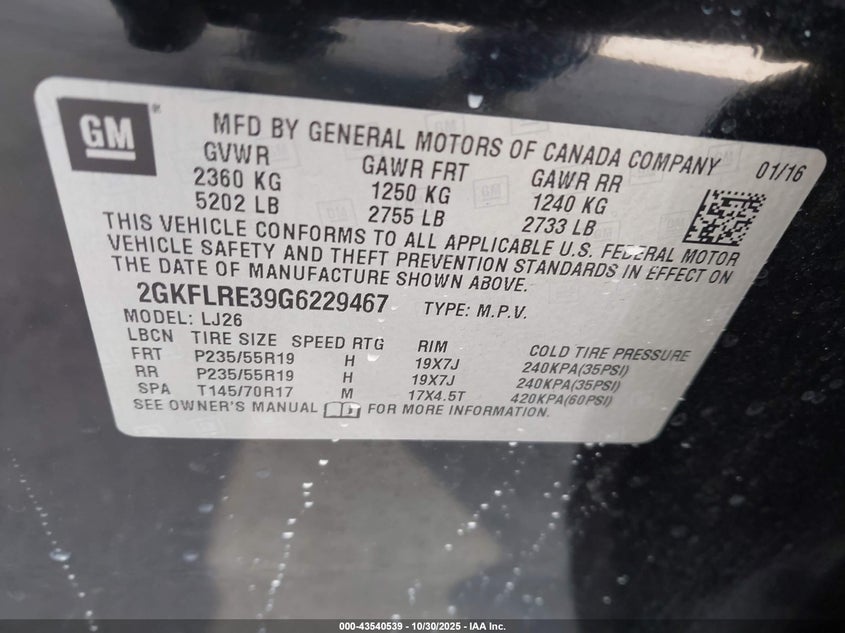 GM
MFD BY GENERAL MOTORS OF CANADA COMPANY 01/16
GVWR GAWR FRT GAWR RR
2360 KG 1250 KG 1240 KG
5202 LB 2755 LB 2733 LB
THIS VEHICLE CONFORMS TO ALL APPLICABLE U.S. FEDERAL MOTOR
VEHICLE SAFETY AND THEFT PREVENTION STANDARDS IN EFFECT ON
THE DATE OF MANUFACTURE SHOWN ABOVE.
2GKFLRE39G6229467 TYPE: M.P.V.
MODEL: LJ26
LBCN TIRE SIZE SPEED RTG RIM COLD TIRE PRESSURE
FRT P235/55R19 H 19X7J 240KPA(35PSI)
RR P235/55R19 H 19X7J 240KPA(35PSI)
SPA T145/70R17 M 17X4.5T 420KPA(60PSI)
SEE OWNER'S MANUAL FOR MORE INFORMATION.
000-43540539 | 10/30/2025 - IAA Inc.